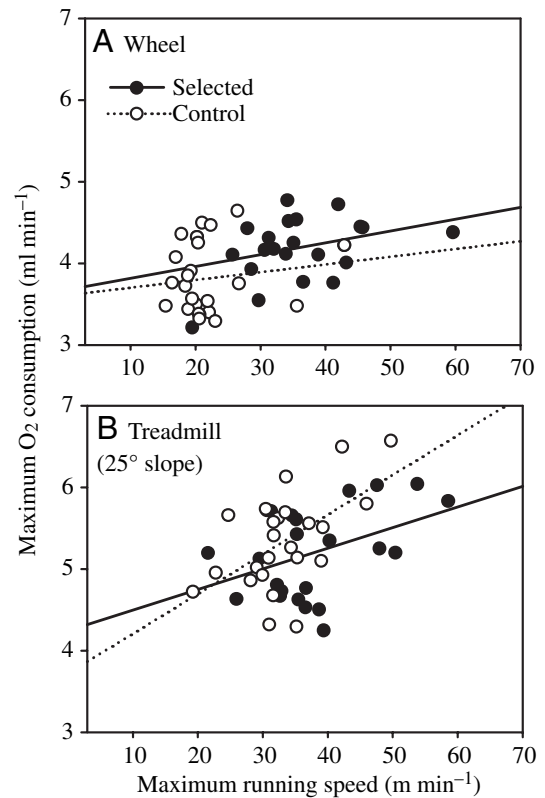 7
A Wheel
Selected
Control
6
5
4
3
10 20 30 40 50 60 70
Maximum O₂ consumption (ml min⁻¹)
7
B Treadmill
(25° slope)
6
5
4
3
10 20 30 40 50 60 70
Maximum running speed (m min⁻¹)